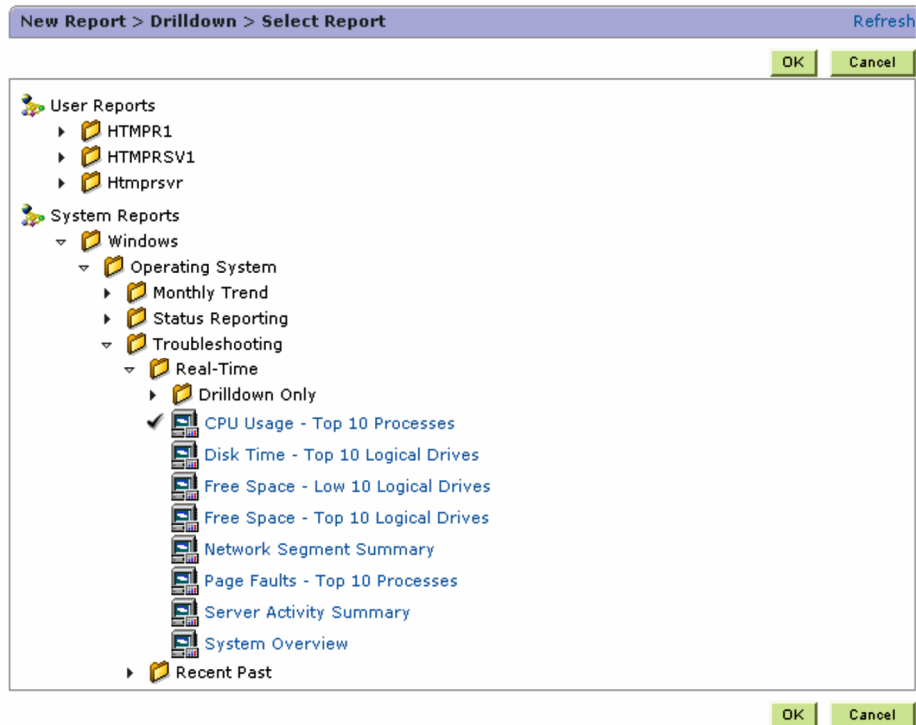 New Report > Drilldown > Select Report Refresh
OK Cancel
User Reports
HTMPR1
HTMPRSV1
Htmprsvr
System Reports
Windows
Operating System
Monthly Trend
Status Reporting
Troubleshooting
Real-Time
Drilldown Only
CPU Usage - Top 10 Processes
Disk Time - Top 10 Logical Drives
Free Space - Low 10 Logical Drives
Free Space - Top 10 Logical Drives
Network Segment Summary
Page Faults - Top 10 Processes
Server Activity Summary
System Overview
Recent Past
OK Cancel